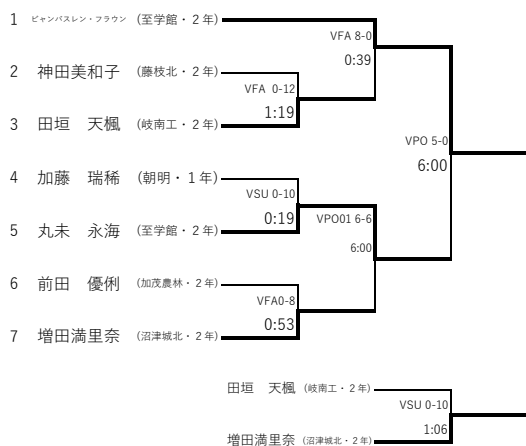 1 ビャンバスレン・フラウン (至学館・2年)
VFA 8-0
0:39
2 神田美和子 (藤枝北・2年)
VFA 0-12
1:19
3 田垣 天楓 (岐南工・2年)
VPO 5-0
6:00
4 加藤 瑞稀 (朝明・1年)
VSU 0-10
0:19
VPO01 6-6
6:00
5 丸未 永海 (至学館・2年)
6 前田 優俐 (加茂農林・2年)
VFA0-8
0:53
7 増田満里奈 (沼津城北・2年)
田垣 天楓 (岐南工・2年)
VSU 0-10
1:06
増田満里奈 (沼津城北・2年)